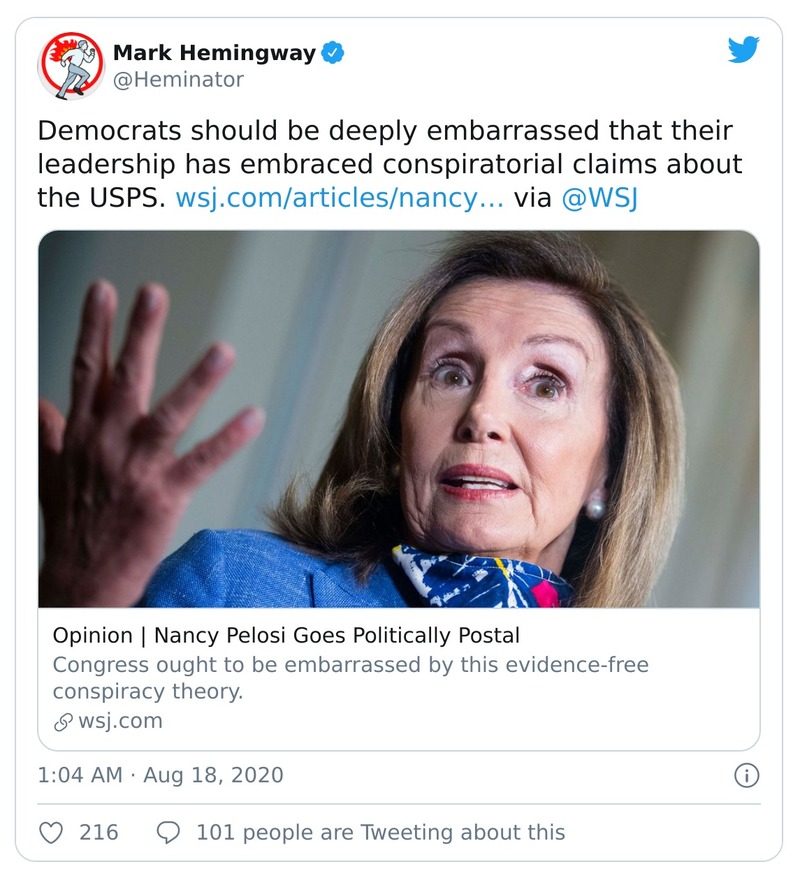 Mark Hemingway
@Heminator
Democrats should be deeply embarrassed that their
leadership has embraced conspiratorial claims about
the USPS. wsj.com/articles/nancy… via @WSJ
Opinion | Nancy Pelosi Goes Politically Postal
Congress ought to be embarrassed by this evidence-free
conspiracy theory.
wsj.com
1:04 AM · Aug 18, 2020
216 101 people are Tweeting about this